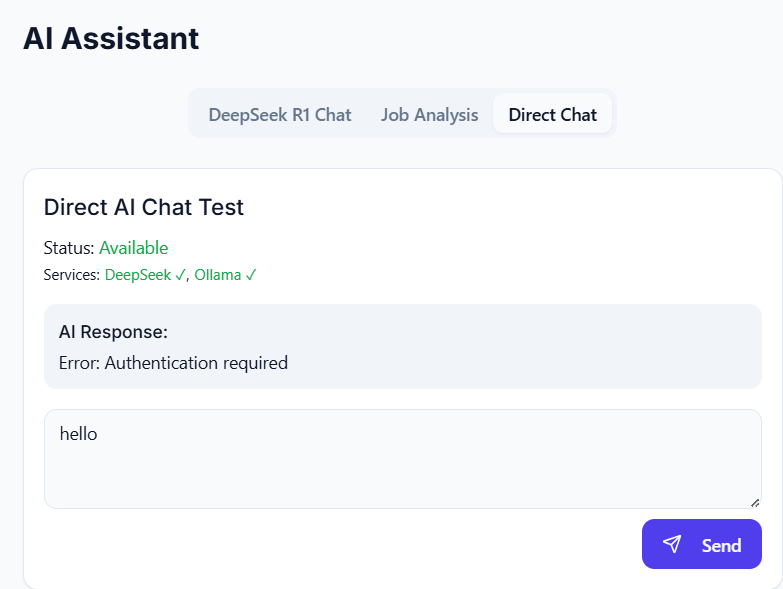 AI Assistant
DeepSeek R1 Chat Job Analysis Direct Chat
Direct AI Chat Test
Status: Available
Services: DeepSeek ✓, Ollama ✓
AI Response:
Error: Authentication required
hello
Send